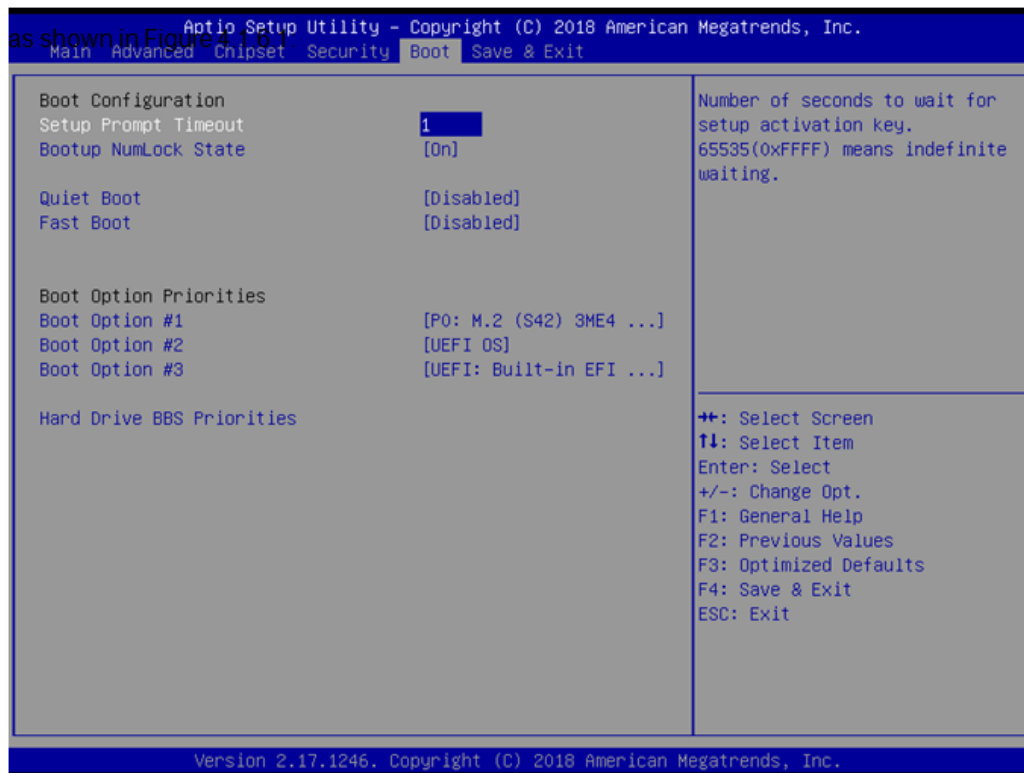 Aptio Setup Utility – Copyright (C) 2018 American Megatrends, Inc.
as shown in Figure 4.1.6.1.
Main Advanced Chipset Security Boot Save & Exit
Boot Configuration
Setup Prompt Timeout 1
Bootup NumLock State [On]
Quiet Boot [Disabled]
Fast Boot [Disabled]
Boot Option Priorities
Boot Option #1 [P0: M.2 (S42) 3ME4 ...]
Boot Option #2 [UEFI OS]
Boot Option #3 [UEFI: Built-in EFI ...]
Hard Drive BBS Priorities
Number of seconds to wait for
setup activation key.
65535(0xFFFF) means indefinite
waiting.
→←: Select Screen
↑↓: Select Item
Enter: Select
+/-: Change Opt.
F1: General Help
F2: Previous Values
F3: Optimized Defaults
F4: Save & Exit
ESC: Exit
Version 2.17.1246. Copyright (C) 2018 American Megatrends, Inc.